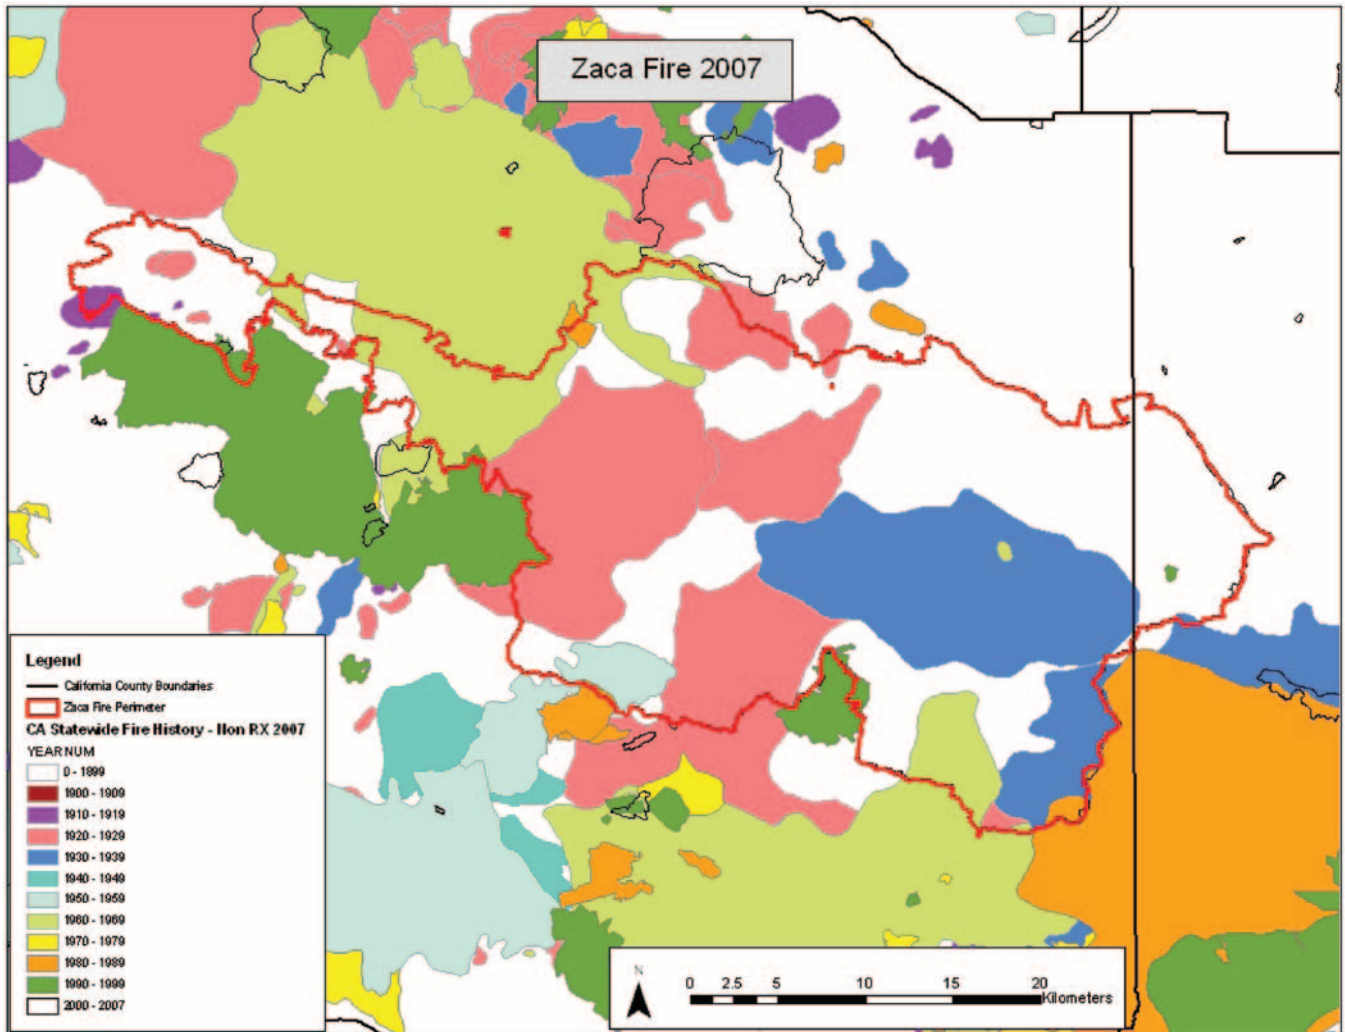 Zaca Fire 2007
Legend
California County Boundaries
Zaca Fire Perimeter
CA Statewide Fire History - Non RX 2007
YEARNUM
0 - 1899
1900 - 1909
1910 - 1919
1920 - 1929
1930 - 1939
1940 - 1949
1950 - 1959
1960 - 1969
1970 - 1979
1980 - 1989
1990 - 1999
2000 - 2007
N
0 2.5 5 10 15 20
Kilometers